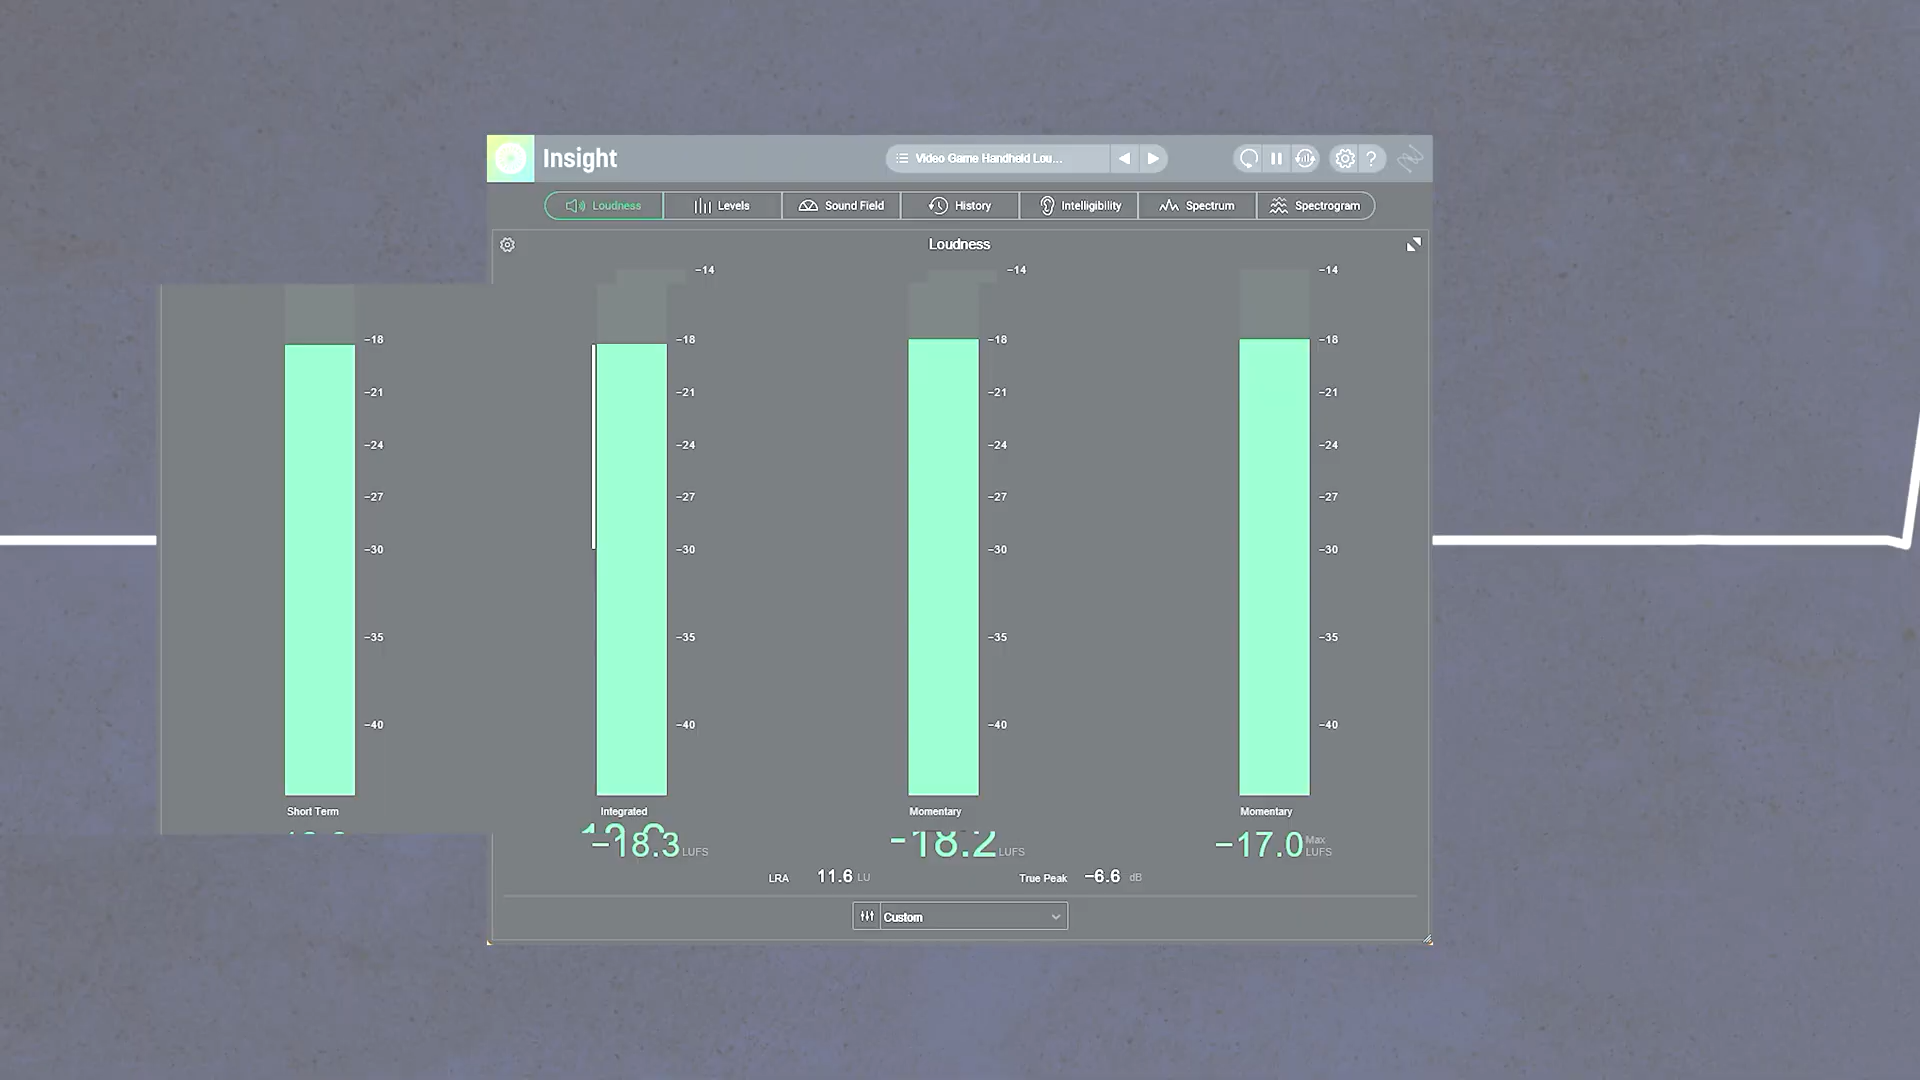 Insight
Video Game Handheld Lou...
?
Loudness
Levels
Sound Field
History
Intelligibility
Spectrum
Spectrogram
Loudness
-14
-14
-14
-18
-18
-18
-18
-21
-21
-21
-21
-24
-24
-24
-24
-27
-27
-27
-27
-30
-30
-30
-30
-35
-35
-35
-35
-40
-40
-40
-40
Short Term
Integrated
Momentary
Momentary
-18.3 LUFS
-18.2 LUFS
-17.0 Max LUFS
LRA 11.6 LU
True Peak -6.6 dB
Custom